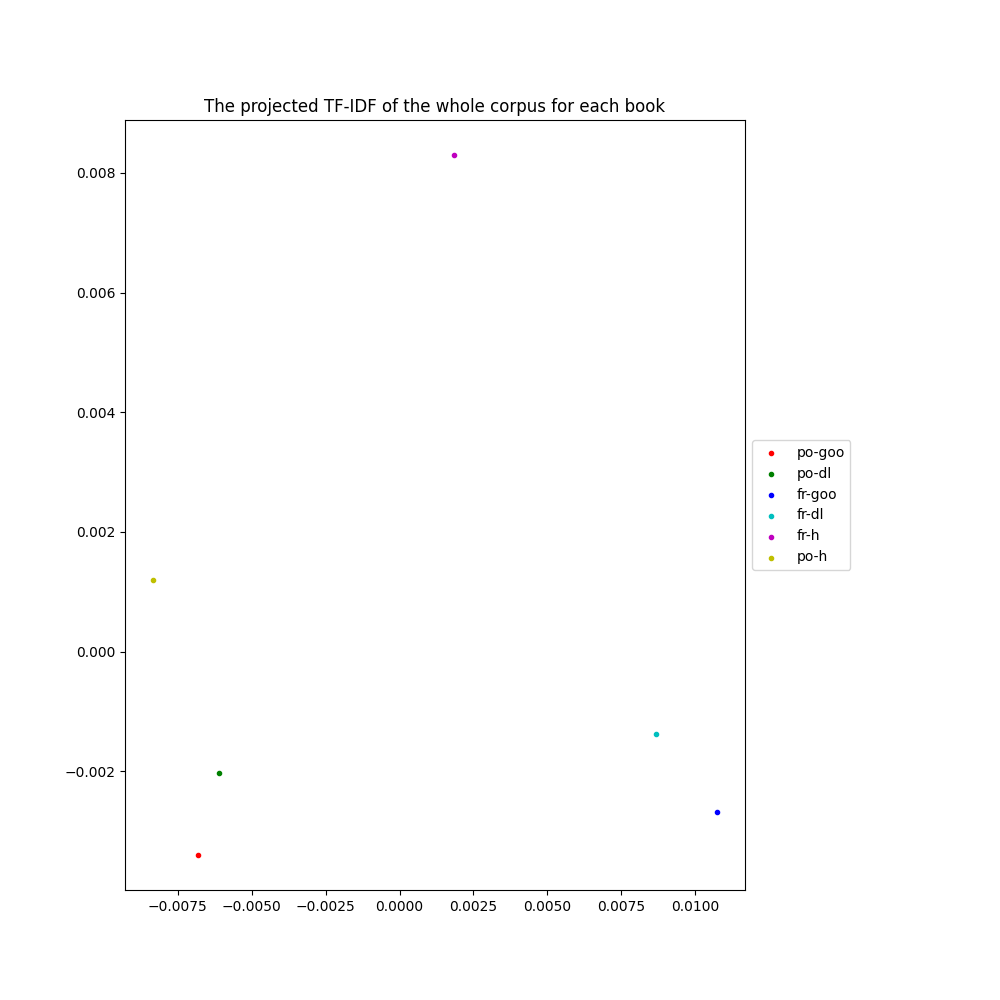 The projected TF-IDF of the whole corpus for each book
0.008
0.006
0.004
0.002
0.000
−0.002
−0.0075 −0.0050 −0.0025 0.0000 0.0025 0.0050 0.0075 0.0100
po-goo
po-dl
fr-goo
fr-dl
fr-h
po-h